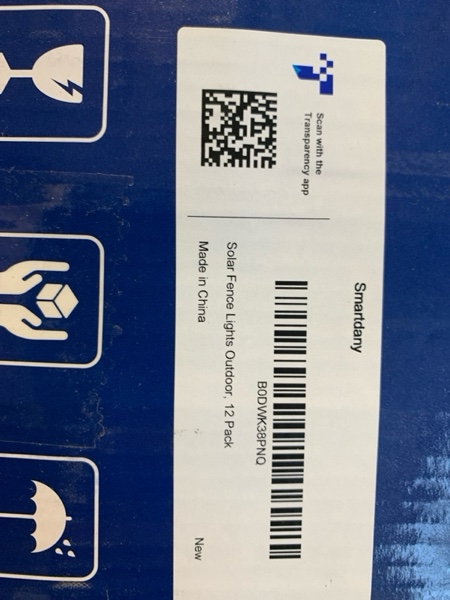 Scan with the
Transparency app
Smartdany
B0DWK38PNQ
Solar Fence Lights Outdoor, 12 Pack
Made in China
New